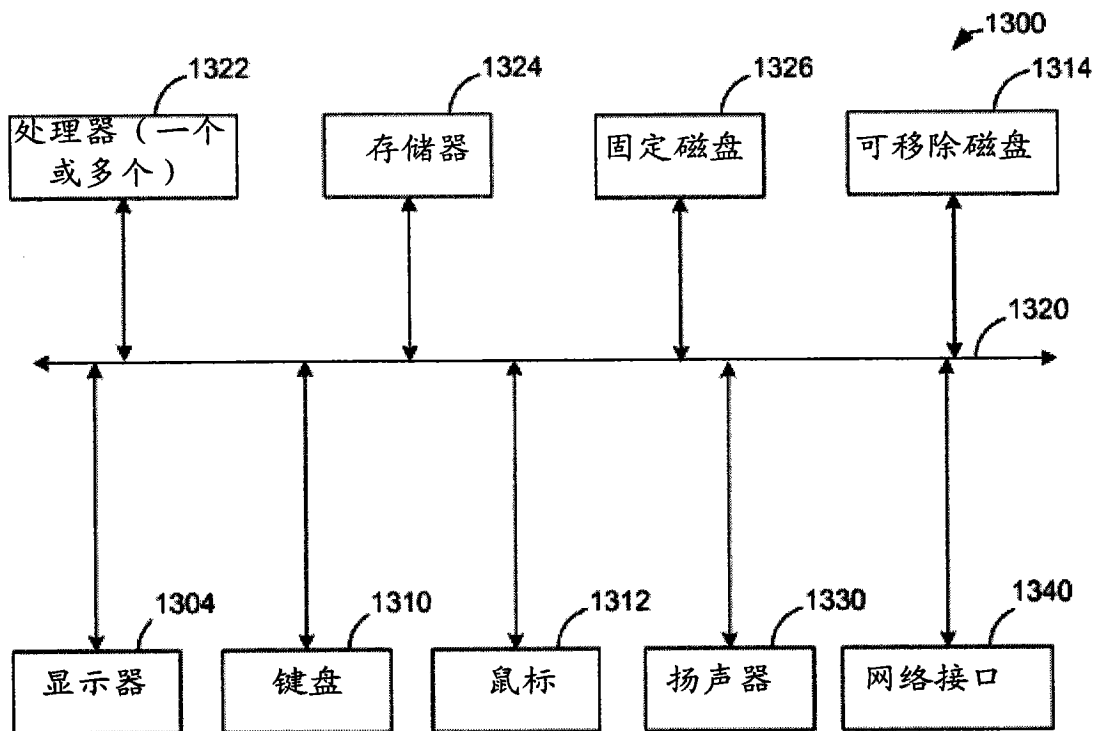 1300
1322
1324
1326
1314
处理器（一个
或多个）
存储器
固定磁盘
可移除磁盘
1320
1304
1310
1312
1330
1340
显示器
键盘
鼠标
扬声器
网络接口